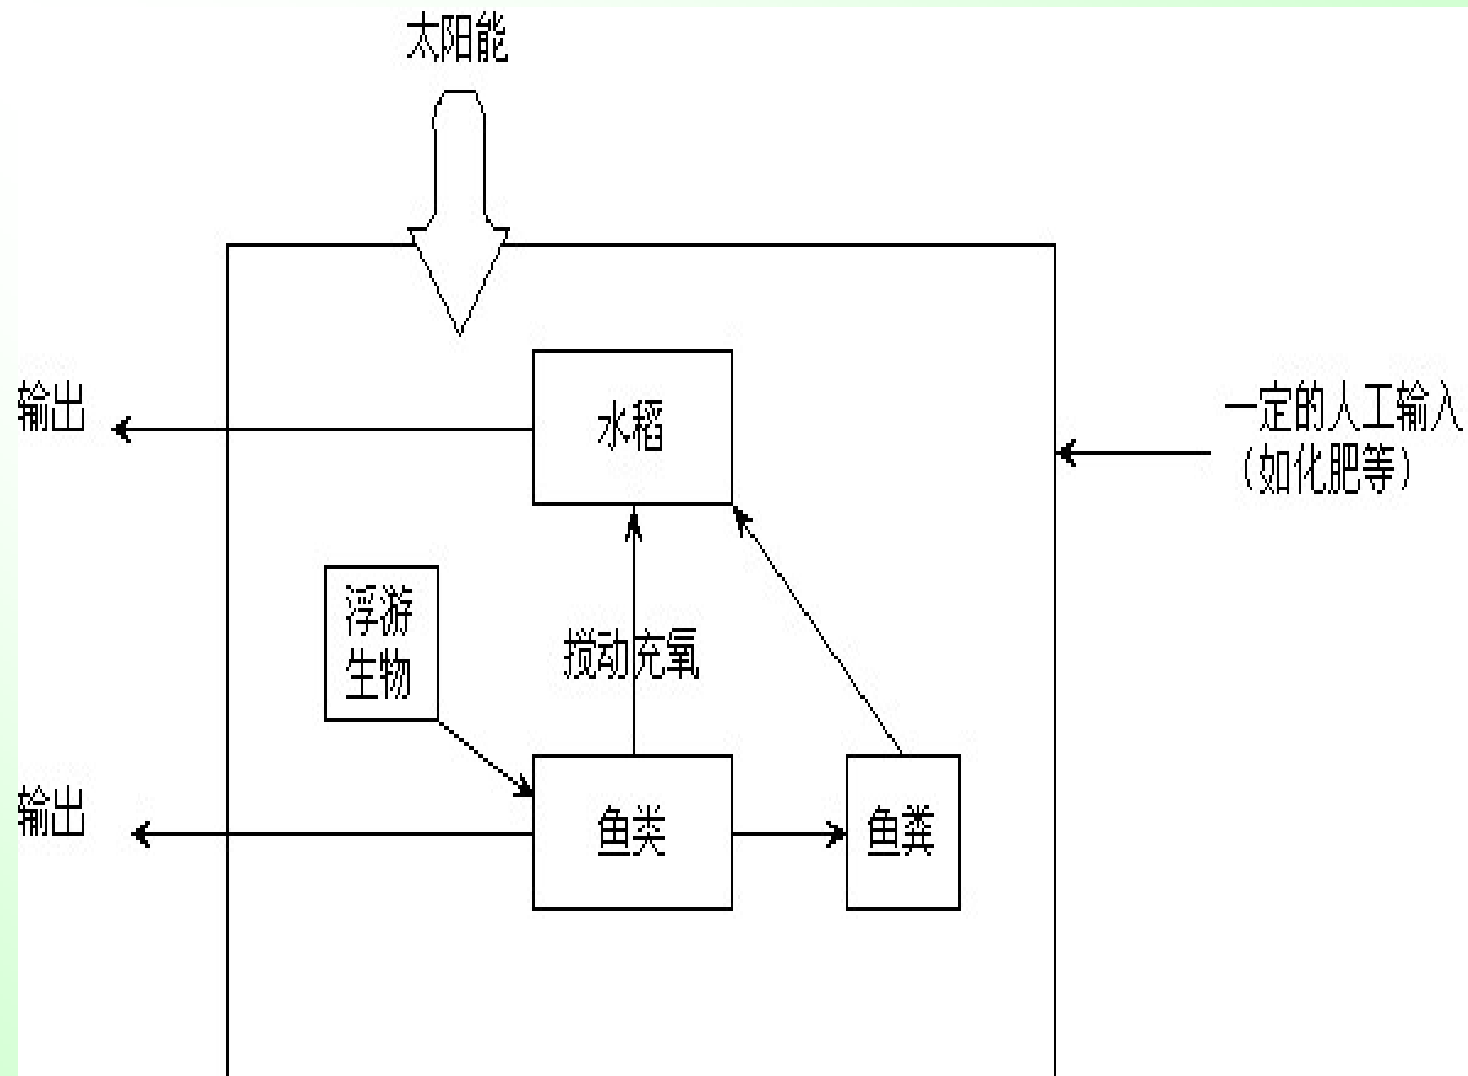 太阳能
输出
水稻
一定的人工输入
（如化肥等）
浮游
生物
搅动充氧
输出
鱼类
鱼粪